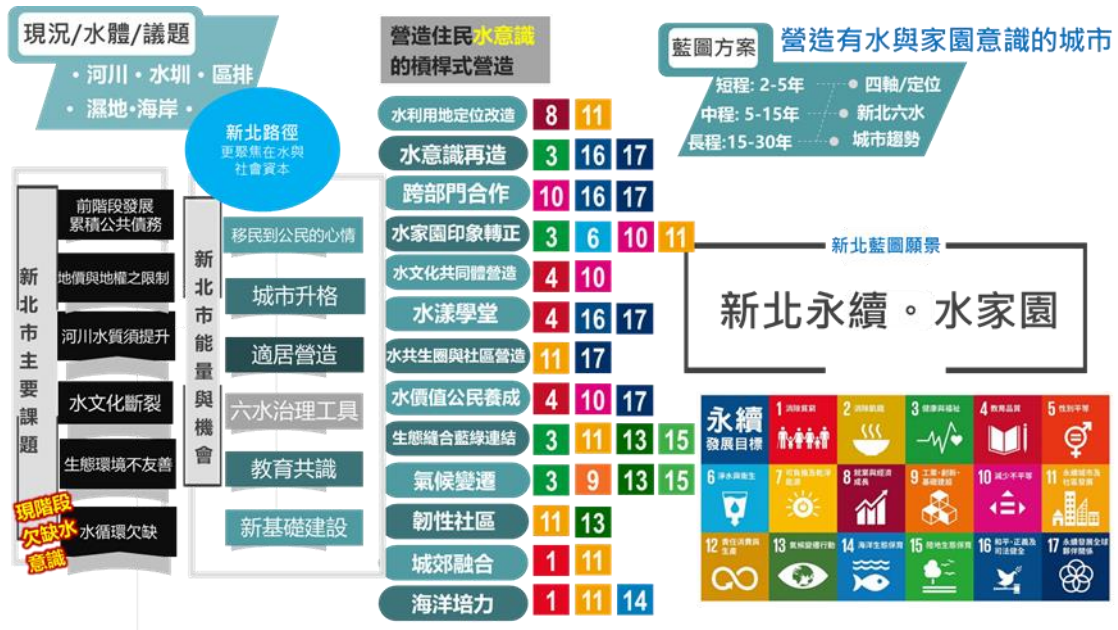 現況/水體/議題
・河川・水圳・區排
・濕地・海岸・
新北路徑
更聚焦在水與
社會資本
新北市主要課題
前階段發展
累積公共債務
地價與地權之限制
河川水質須提升
水文化斷裂
生態環境不友善
水循環欠缺
現階段
欠缺水
意識
新北市能量與機會
移民到公民的心情
城市升格
適居營造
六水治理工具
教育共識
新基礎建設
營造住民水意識
的槓桿式營造
水利用地定位改造 8 11
水意識再造 3 16 17
跨部門合作 10 16 17
水家園印象轉正 3 6 10 11
水文化共同體營造 4 10
水漾學堂 4 16 17
水共生圈與社區營造 11 17
水價值公民養成 4 10 17
生態縫合藍綠連結 3 11 13 15
氣候變遷 3 9 13 15
韌性社區 11 13
城郊融合 1 11
海洋培力 1 11 14
藍圖方案
營造有水與家園意識的城市
短程: 2-5年 四軸/定位
中程: 5-15年 新北六水
長程:15-30年 城市趨勢
新北藍圖願景
新北永續。水家園
永續
發展目標
1 消除貧窮
2 消除飢餓
3 健康與福祉
4 教育品質
5 性別平等
6 淨水與衛生
7 可負擔及乾淨
能源
8 就業與經濟
成長
9 工業、創新、
基礎建設
10 減少不平等
11 永續城市及
社區發展
12 責任消費與
生產
13 氣候變遷行動
14 海洋生態保育
15 陸地生態保育
16 和平、正義及
司法健全
17 永續發展全球
夥伴關係